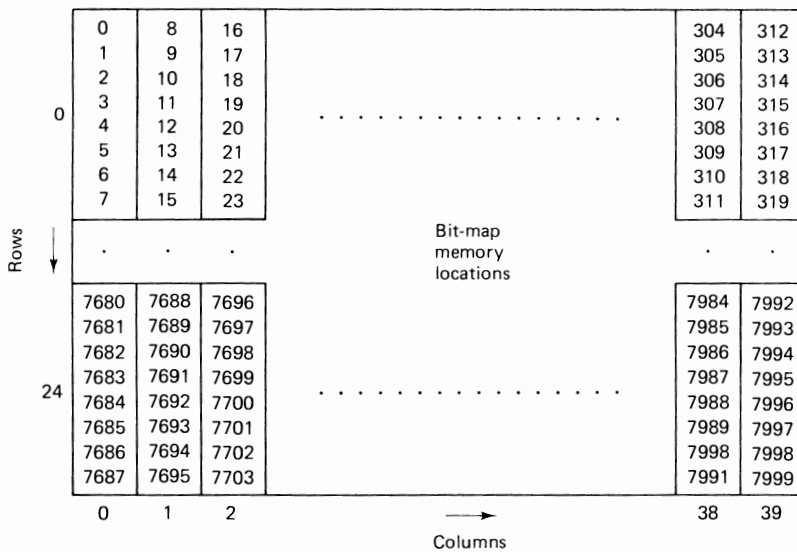 0 8 16 304 312
1 9 17 305 313
2 10 18 306 314
3 11 19 307 315
0 . . . . . . . . . . . . . . . .
4 12 20 308 316
5 13 21 309 317
6 14 22 310 318
7 15 23 311 319
Rows
. . . . .
Bit-map
memory
locations
7680 7688 7696 7984 7992
7681 7689 7697 7985 7993
7682 7690 7698 7986 7994
7683 7691 7699 7987 7995
24 . . . . . . . . . . . . . . . .
7684 7692 7700 7988 7996
7685 7693 7701 7989 7997
7686 7694 7702 7998 7998
7687 7695 7703 7991 7999
0 1 2 38 39
Columns